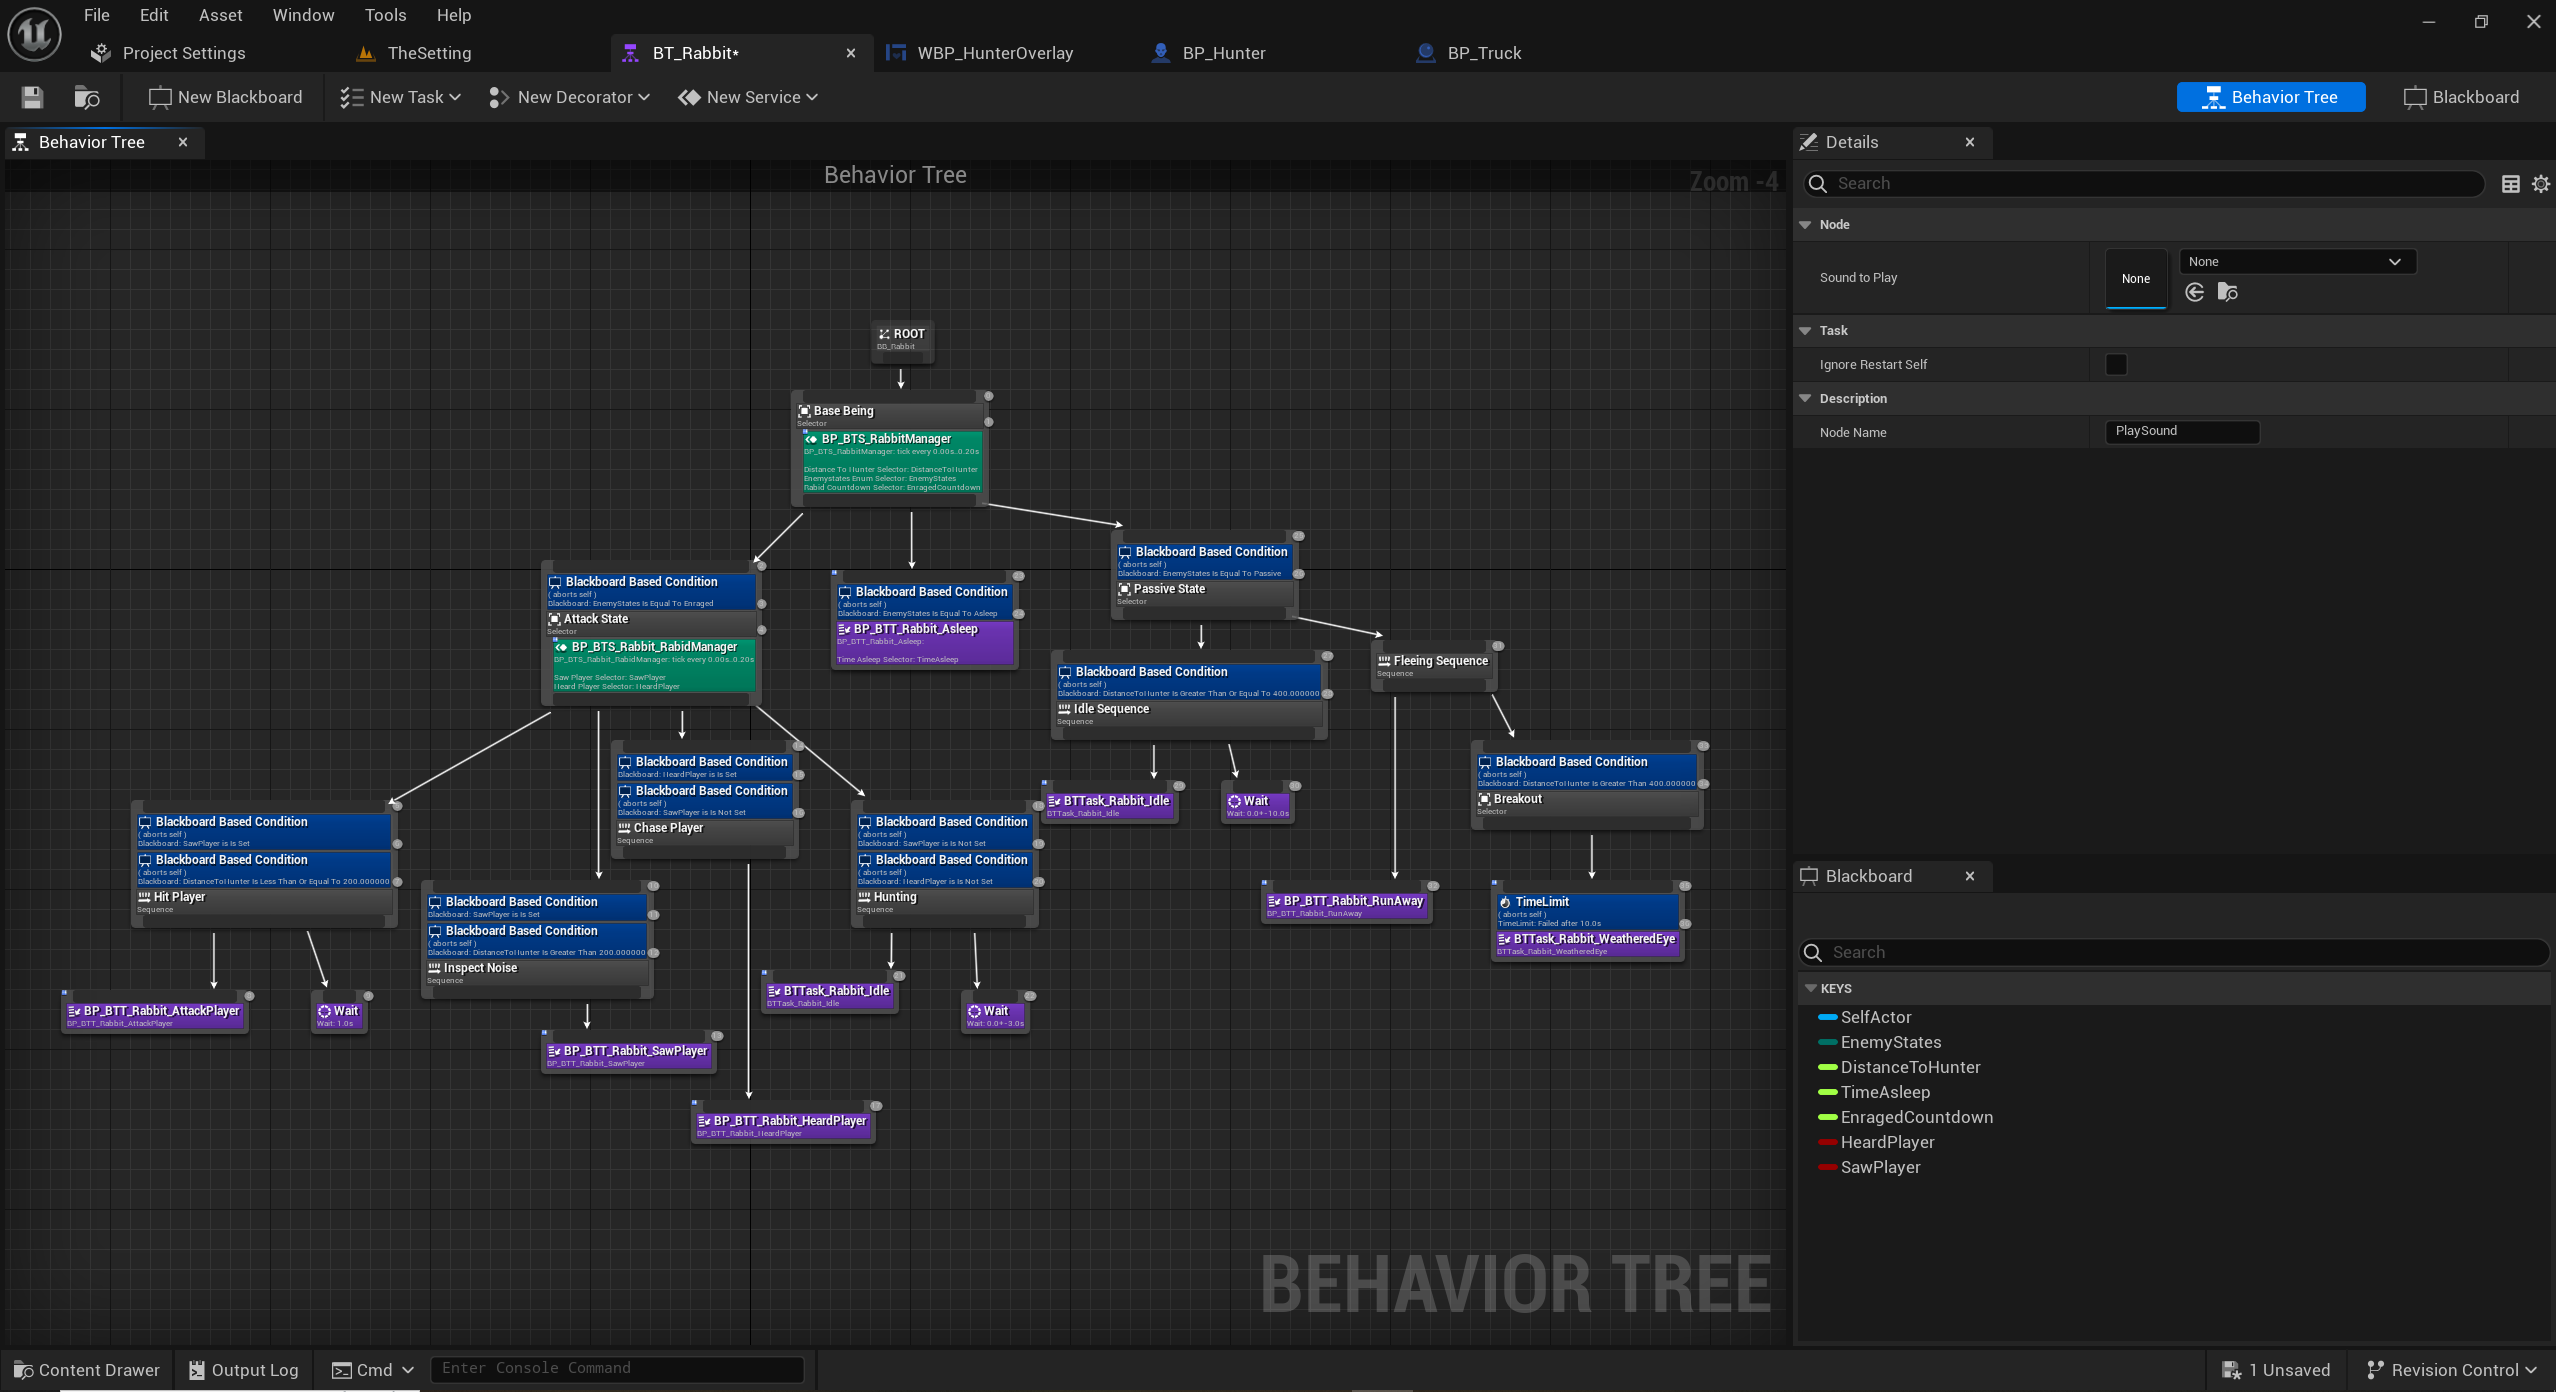 File Edit Asset Window Tools Help
Project Settings TheSetting BT_Rabbit* WBP_HunterOverlay BP_Hunter BP_Truck
New Blackboard New Task New Decorator New Service Behavior Tree Blackboard
Behavior Tree
Behavior Tree
Zoom -4
ROOT
BB_Rabbit
Base Being
Selector
BP_BTS_RabbitManager
BP_BTS_RabbitManager: tick every 0.00s..0.20s
Distance To Hunter Selector: DistanceToHunter
Enemystates Enum Selector: EnemyStates
Rabid Countdown Selector: EnragedCountdown
Blackboard Based Condition
( aborts self )
Blackboard: EnemyStates Is Equal To Enraged
Attack State
Selector
BP_BTS_Rabbit_RabidManager
BP_BTS_Rabbit_RabidManager: tick every 0.00s..0.20s
Saw Player Selector: SawPlayer
Heard Player Selector: HeardPlayer
Blackboard Based Condition
( aborts self )
Blackboard: EnemyStates Is Equal To Asleep
BP_BTT_Rabbit_Asleep
BP_BTT_Rabbit_Asleep:
Time Asleep Selector: TimeAsleep
Blackboard Based Condition
( aborts self )
Blackboard: EnemyStates Is Equal To Passive
Passive State
Selector
Blackboard Based Condition
( aborts self )
Blackboard: DistanceToHunter Is Greater Than Or Equal To 400.000000
Idle Sequence
Sequence
Fleeing Sequence
Sequence
Blackboard Based Condition
( aborts self )
Blackboard: SawPlayer is Is Set
Blackboard Based Condition
( aborts self )
Blackboard: DistanceToHunter Is Less Than Or Equal To 200.000000
Hit Player
Sequence
Blackboard Based Condition
Blackboard: SawPlayer is Is Set
Blackboard Based Condition
( aborts self )
Blackboard: DistanceToHunter Is Greater Than 200.000000
Inspect Noise
Sequence
Blackboard Based Condition
Blackboard: HeardPlayer is Is Set
Blackboard Based Condition
( aborts self )
Blackboard: SawPlayer is Is Not Set
Chase Player
Sequence
Blackboard Based Condition
( aborts self )
Blackboard: SawPlayer is Is Not Set
Blackboard Based Condition
( aborts self )
Blackboard: HeardPlayer is Is Not Set
Hunting
Sequence
BTTask_Rabbit_Idle
BTTask_Rabbit_Idle
Wait
Wait: 0.0+-10.0s
Blackboard Based Condition
( aborts self )
Blackboard: DistanceToHunter Is Greater Than 400.000000
Breakout
Selector
BP_BTT_Rabbit_RunAway
BP_BTT_Rabbit_RunAway
TimeLimit
( aborts self )
TimeLimit: Failed after 10.0s
BTTask_Rabbit_WeatheredEye
BTTask_Rabbit_WeatheredEye
BP_BTT_Rabbit_AttackPlayer
BP_BTT_Rabbit_AttackPlayer
Wait
Wait: 1.0s
BP_BTT_Rabbit_SawPlayer
BP_BTT_Rabbit_SawPlayer
BTTask_Rabbit_Idle
BTTask_Rabbit_Idle
Wait
Wait: 0.0+-3.0s
BP_BTT_Rabbit_HeardPlayer
BP_BTT_Rabbit_HeardPlayer
BEHAVIOR TREE
Details
Search
Node
Sound to Play
None
None
Task
Ignore Restart Self
Description
Node Name
PlaySound
Blackboard
Search
KEYS
SelfActor
EnemyStates
DistanceToHunter
TimeAsleep
EnragedCountdown
HeardPlayer
SawPlayer
Content Drawer Output Log Cmd Enter Console Command 1 Unsaved Revision Control